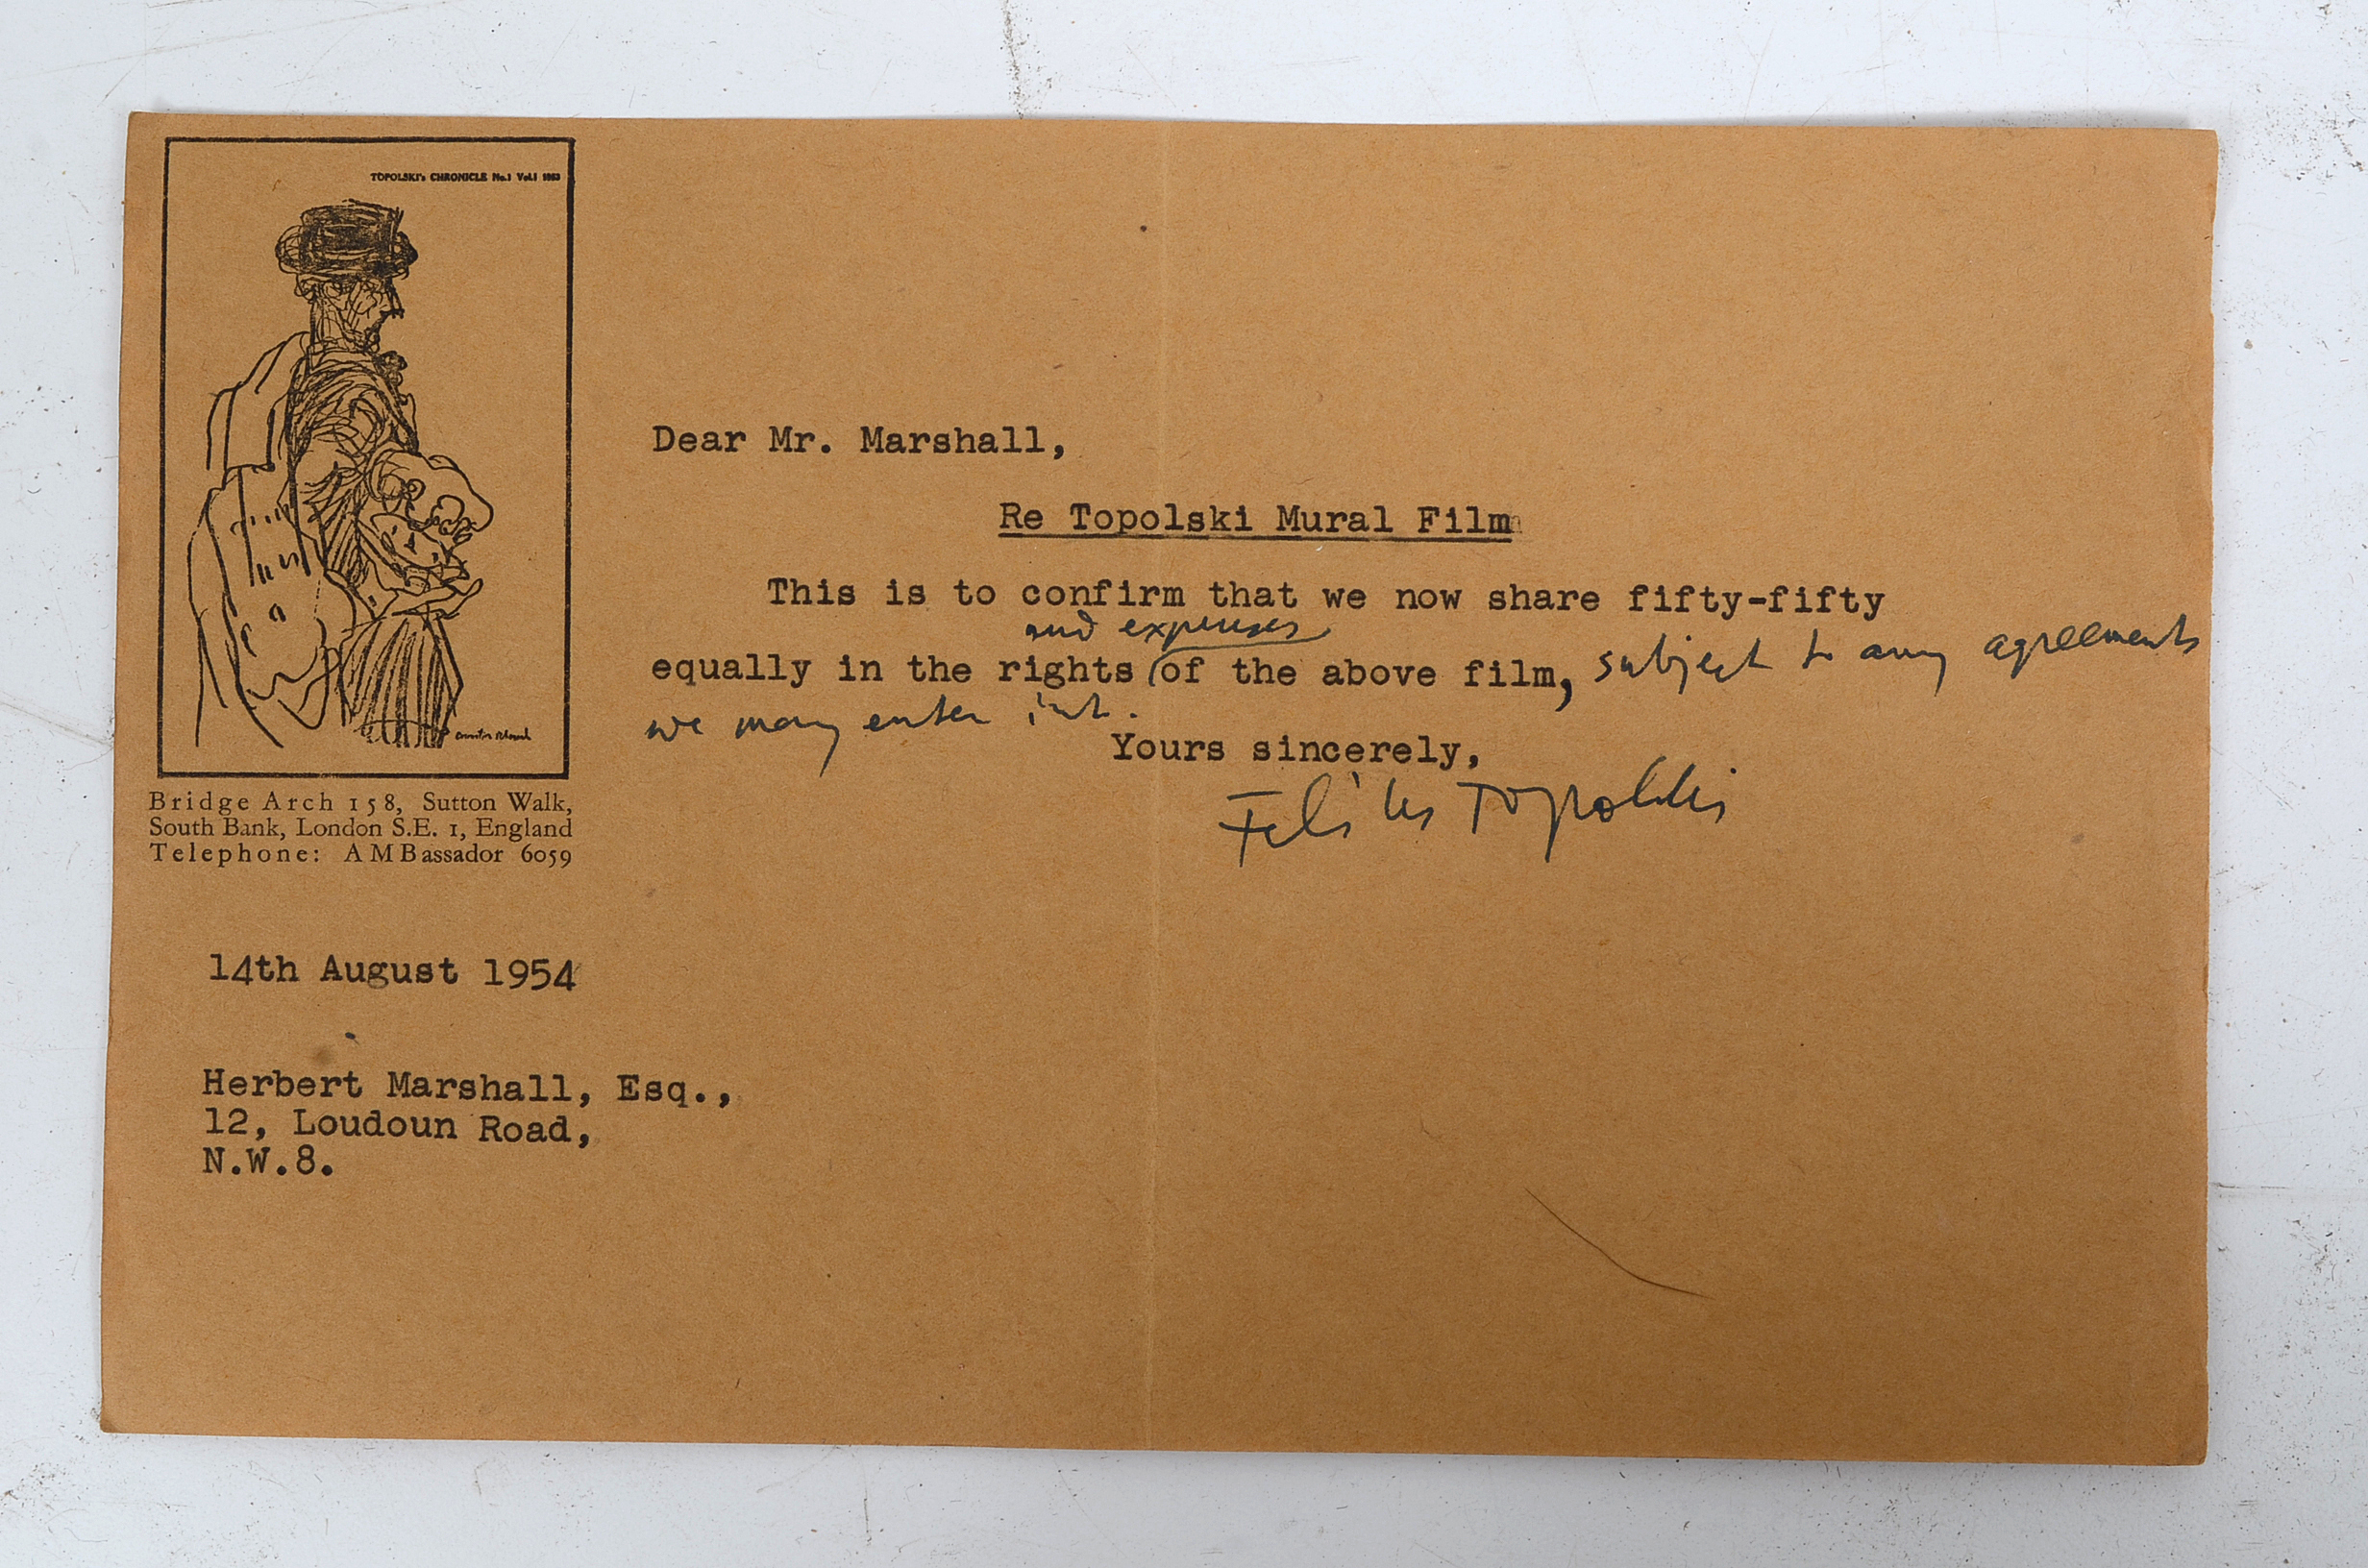 TOPOLSKI's CHRONICLE No.1 Vol.1 1953
Bridge Arch 158, Sutton Walk,
South Bank, London S.E. 1, England
Telephone: AMBassador 6059
14th August 1954
Herbert Marshall, Esq.,
12, Loudoun Road,
N.W.8.
Dear Mr. Marshall,
Re Topolski Mural Film
This is to confirm that we now share fifty-fifty
and expenses
equally in the rights of the above film, subject to any agreements
we may enter into.
Yours sincerely,
Feliks Topolski